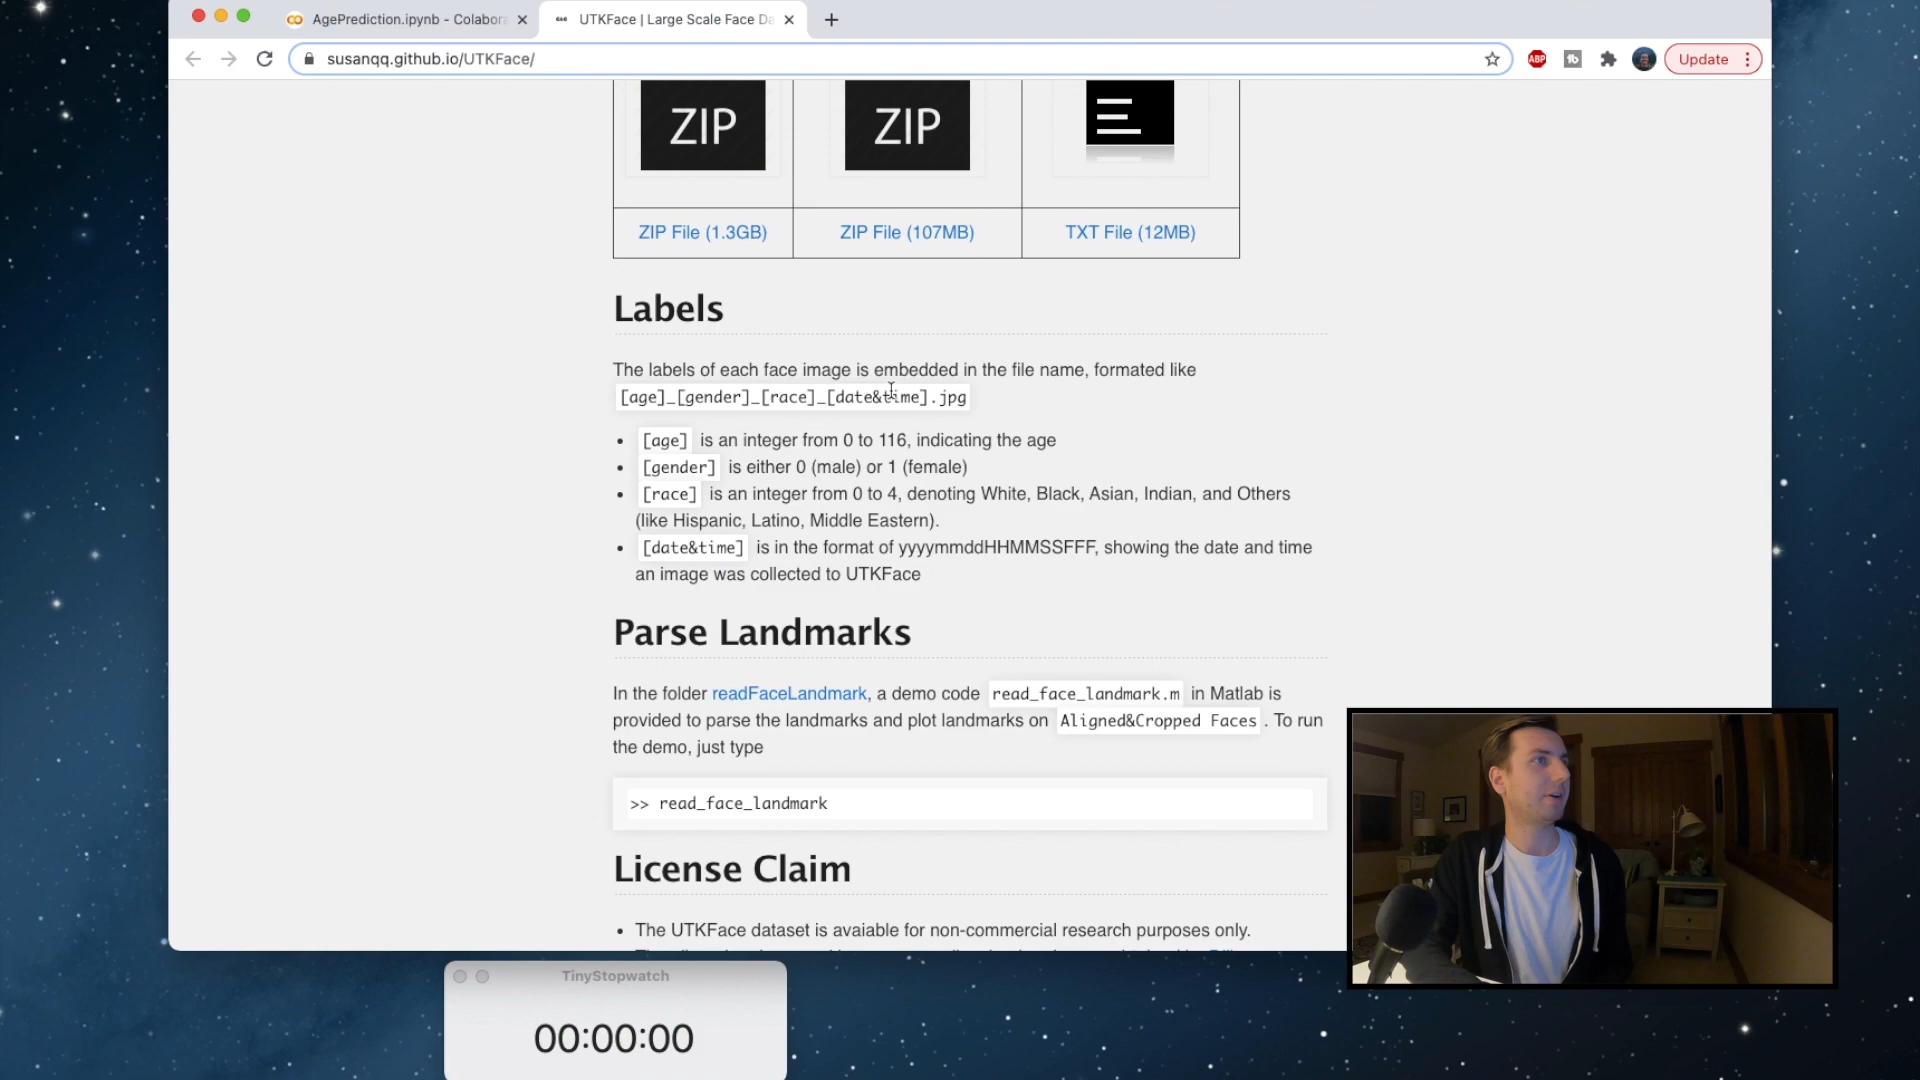 AgePrediction.ipynb - Colabora
UTKFace | Large Scale Face Da
susanqq.github.io/UTKFace/
ABP
Update
ZIP
ZIP
ZIP File (1.3GB)
ZIP File (107MB)
TXT File (12MB)
Labels
The labels of each face image is embedded in the file name, formated like
[age]_[gender]_[race]_[date&time].jpg
[age] is an integer from 0 to 116, indicating the age
[gender] is either 0 (male) or 1 (female)
[race] is an integer from 0 to 4, denoting White, Black, Asian, Indian, and Others
(like Hispanic, Latino, Middle Eastern).
[date&time] is in the format of yyyymmddHHMMSSFFF, showing the date and time
an image was collected to UTKFace
Parse Landmarks
In the folder readFaceLandmark, a demo code read_face_landmark.m in Matlab is
provided to parse the landmarks and plot landmarks on Aligned&Cropped Faces . To run
the demo, just type
>> read_face_landmark
License Claim
The UTKFace dataset is avaiable for non-commercial research purposes only.
TinyStopwatch
00:00:00